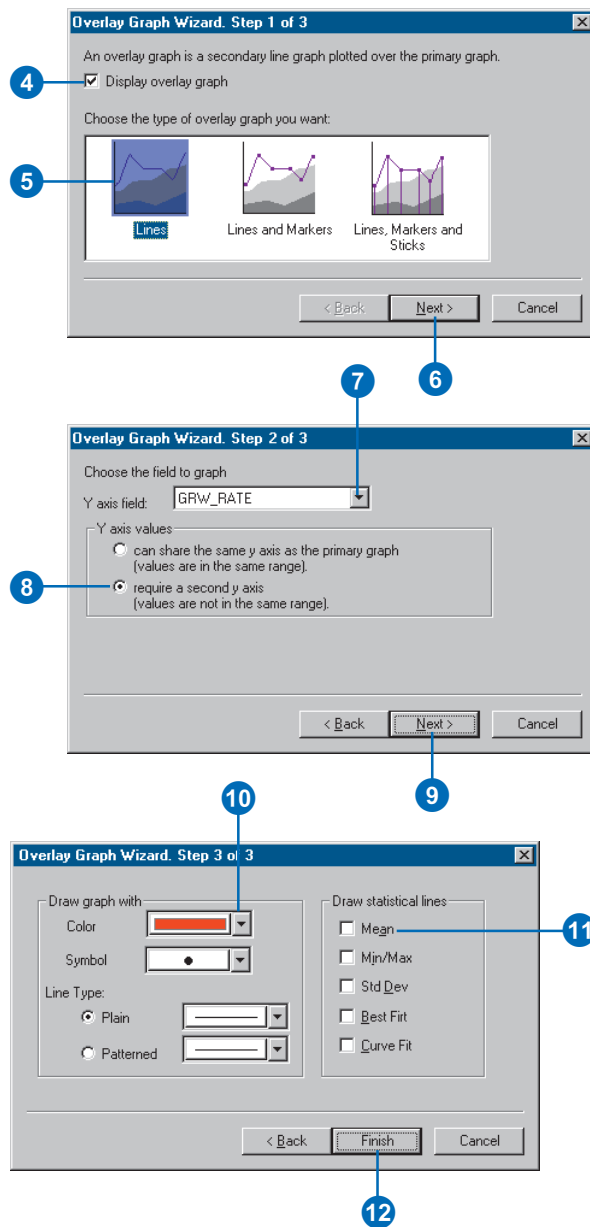 Overlay Graph Wizard. Step 1 of 3
An overlay graph is a secondary line graph plotted over the primary graph.
4
Display overlay graph
Choose the type of overlay graph you want:
5
Lines
Lines and Markers
Lines, Markers and
Sticks
< Back
Next >
Cancel
6
7
Overlay Graph Wizard. Step 2 of 3
Choose the field to graph
Y axis field:
GRW_RATE
Y axis values
can share the same y axis as the primary graph
(values are in the same range).
8
require a second y axis
(values are not in the same range).
< Back
Next >
Cancel
9
10
Overlay Graph Wizard. Step 3 of 3
Draw graph with
Color
Symbol
Line Type:
Plain
Patterned
Draw statistical lines
Mean
11
Min/Max
Std Dev
Best Firt
Curve Fit
< Back
Finish
Cancel
12